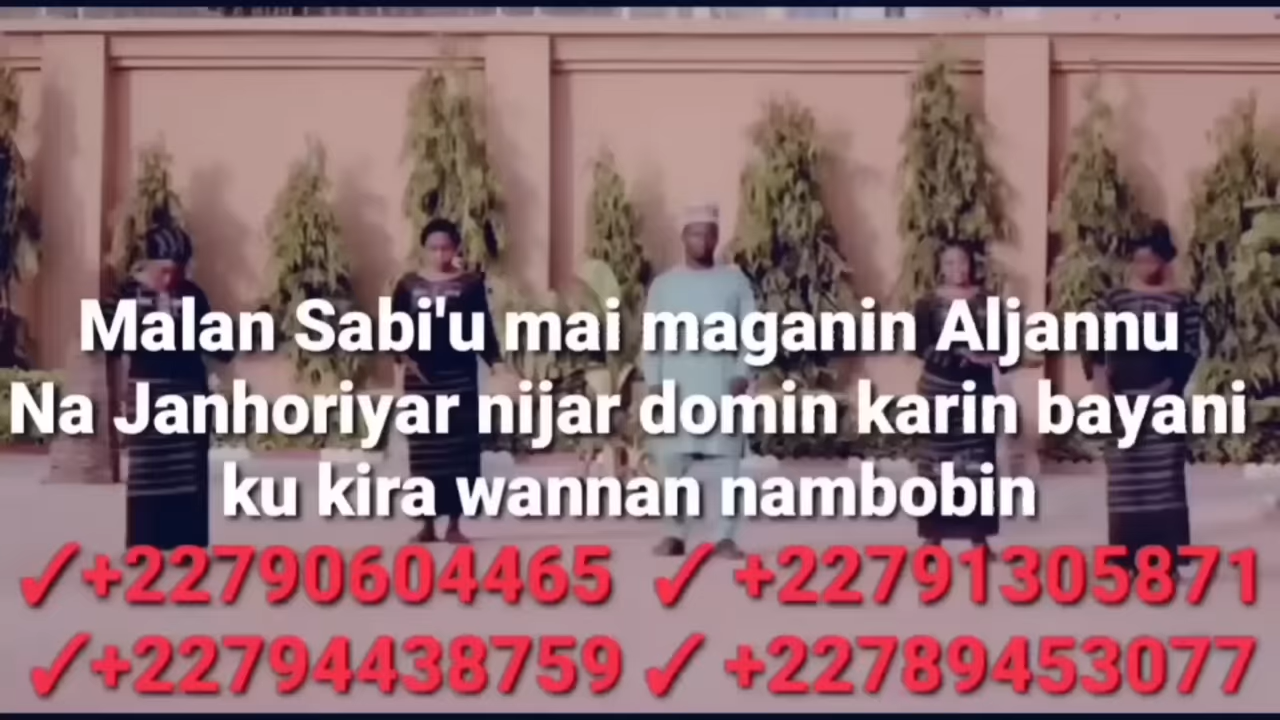 Malan Sabi'u mai maganin Aljannu
Na Janhoriyar nijar domin karin bayani
ku kira wannan nambobin
✓+22790604465 ✓+22791305871
✓+22794438759 ✓+22789453077